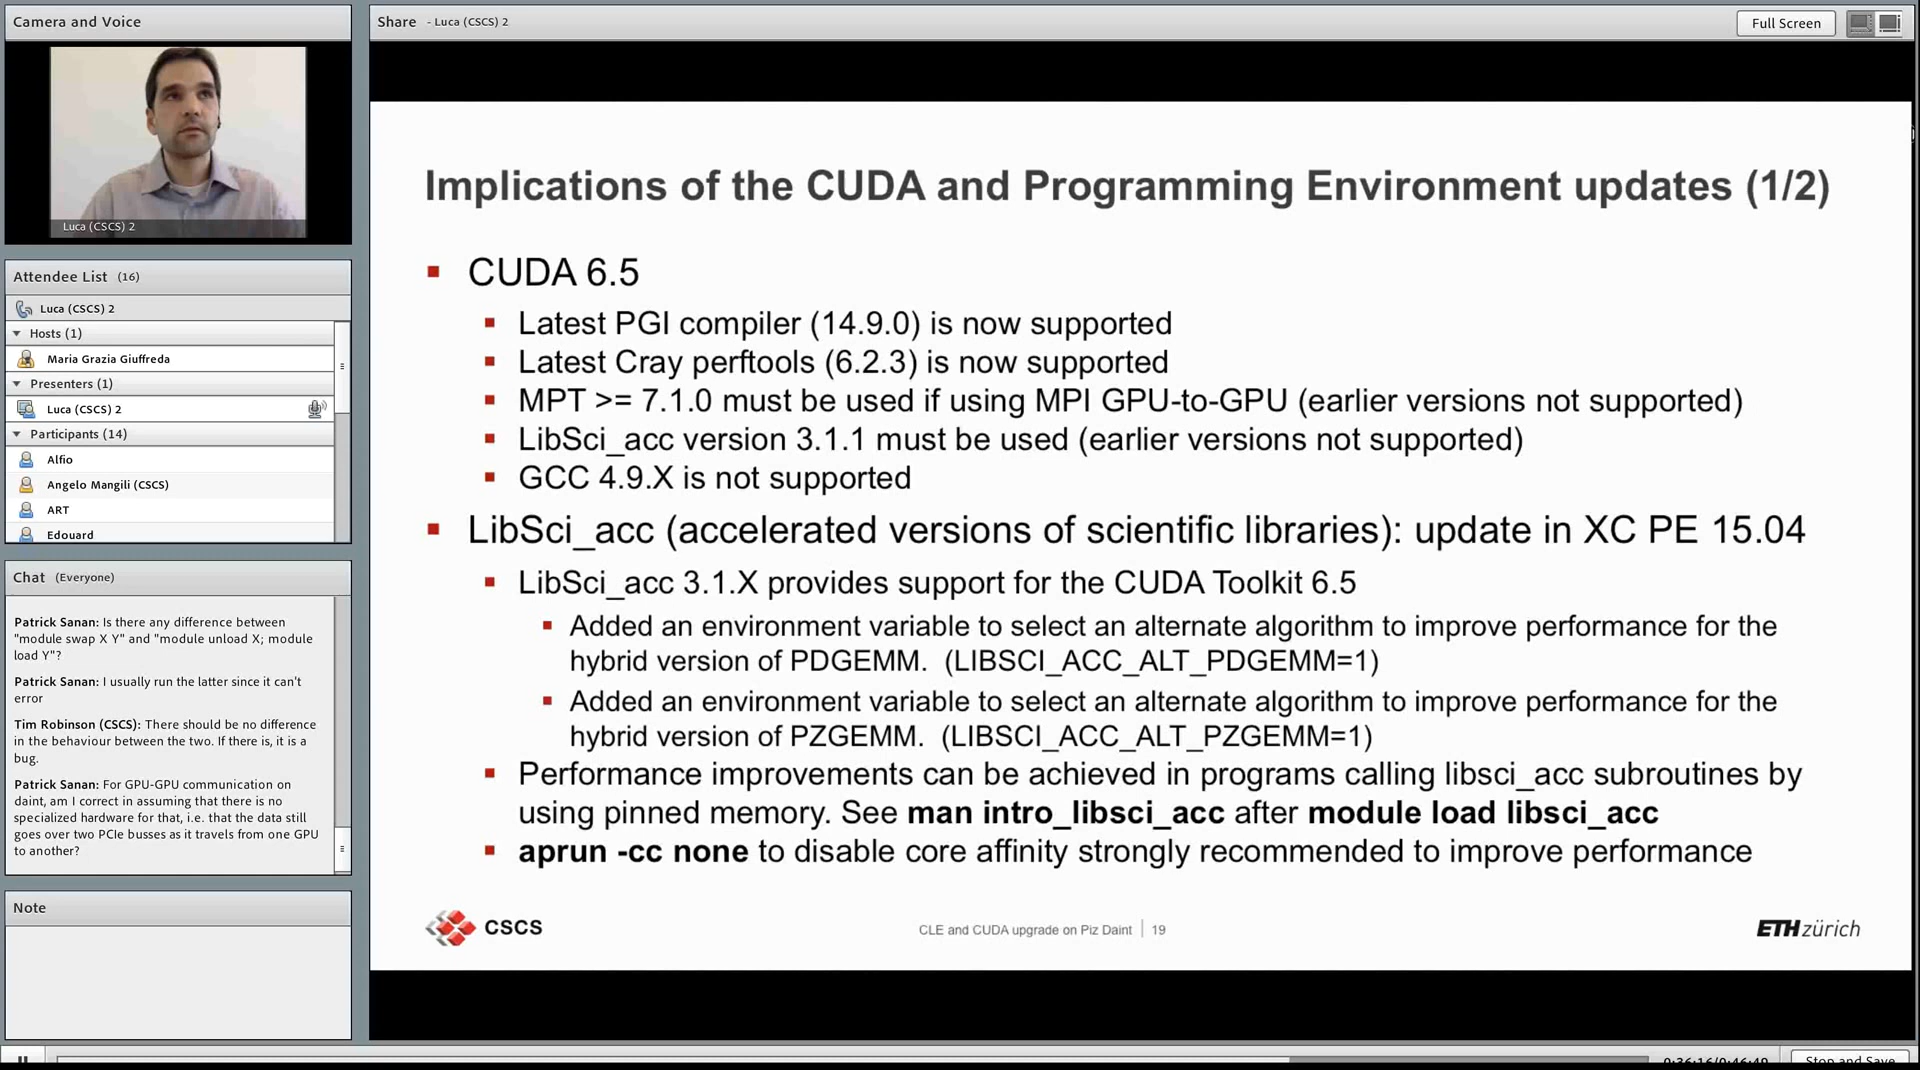 Camera and Voice
Luca (CSCS) 2
Attendee List (16)
Luca (CSCS) 2
Hosts (1)
Maria Grazia Giuffreda
Presenters (1)
Luca (CSCS) 2
Participants (14)
Alfio
Angelo Mangili (CSCS)
ART
Edouard
Chat (Everyone)
Patrick Sanan: Is there any difference between
"module swap X Y" and "module unload X; module
load Y"?
Patrick Sanan: I usually run the latter since it can't
error
Tim Robinson (CSCS): There should be no difference
in the behaviour between the two. If there is, it is a
bug.
Patrick Sanan: For GPU-GPU communication on
daint, am I correct in assuming that there is no
specialized hardware for that, i.e. that the data still
goes over two PCIe busses as it travels from one GPU
to another?
Note
Share - Luca (CSCS) 2
Full Screen
Implications of the CUDA and Programming Environment updates (1/2)
CUDA 6.5
Latest PGI compiler (14.9.0) is now supported
Latest Cray perftools (6.2.3) is now supported
MPT >= 7.1.0 must be used if using MPI GPU-to-GPU (earlier versions not supported)
LibSci_acc version 3.1.1 must be used (earlier versions not supported)
GCC 4.9.X is not supported
LibSci_acc (accelerated versions of scientific libraries): update in XC PE 15.04
LibSci_acc 3.1.X provides support for the CUDA Toolkit 6.5
Added an environment variable to select an alternate algorithm to improve performance for the
hybrid version of PDGEMM. (LIBSCI_ACC_ALT_PDGEMM=1)
Added an environment variable to select an alternate algorithm to improve performance for the
hybrid version of PZGEMM. (LIBSCI_ACC_ALT_PZGEMM=1)
Performance improvements can be achieved in programs calling libsci_acc subroutines by
using pinned memory. See man intro_libsci_acc after module load libsci_acc
aprun -cc none to disable core affinity strongly recommended to improve performance
CSCS
CLE and CUDA upgrade on Piz Daint | 19
ETH zürich
0:36:16/0:46:49
Stop and Save